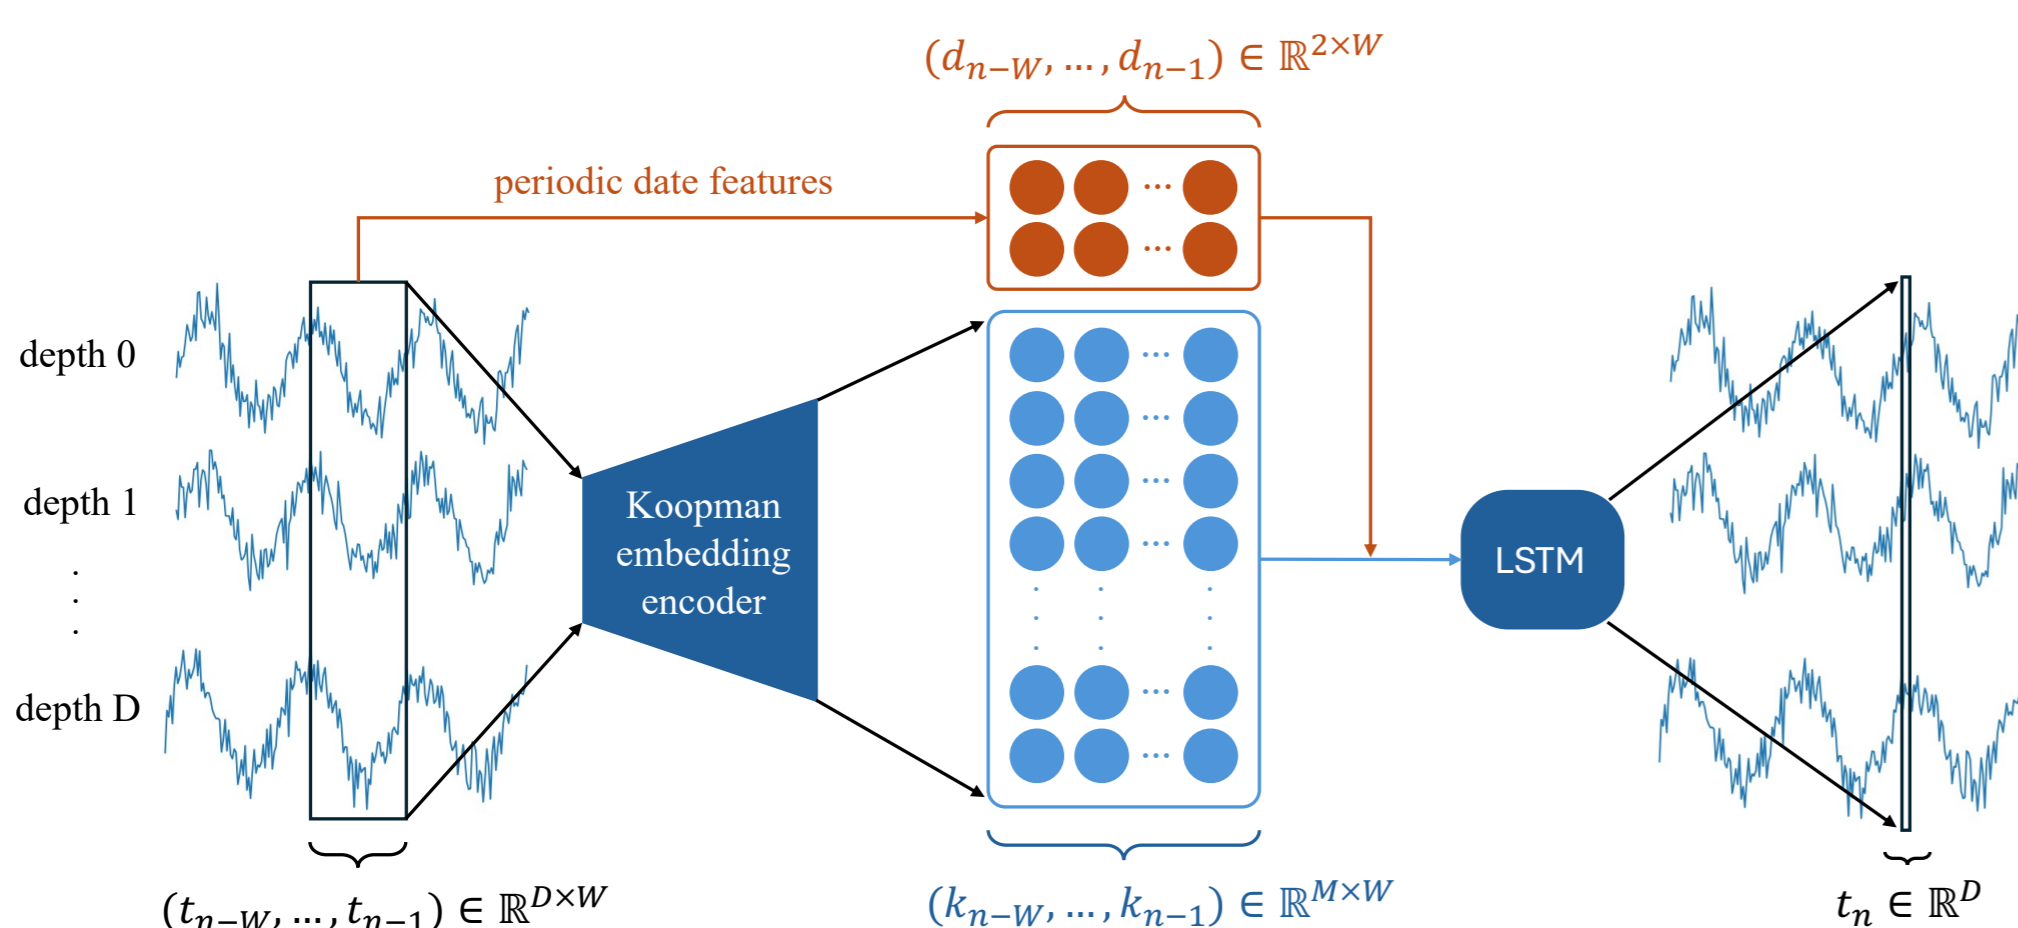 (d_{n−W}, … , d_{n−1}) ∈ ℝ^{2×W}
periodic date features
depth 0
depth 1
.
.
.
depth D
Koopman
embedding
encoder
LSTM
(t_{n−W}, … , t_{n−1}) ∈ ℝ^{D×W}
(k_{n−W}, … , k_{n−1}) ∈ ℝ^{M×W}
t_n ∈ ℝ^D